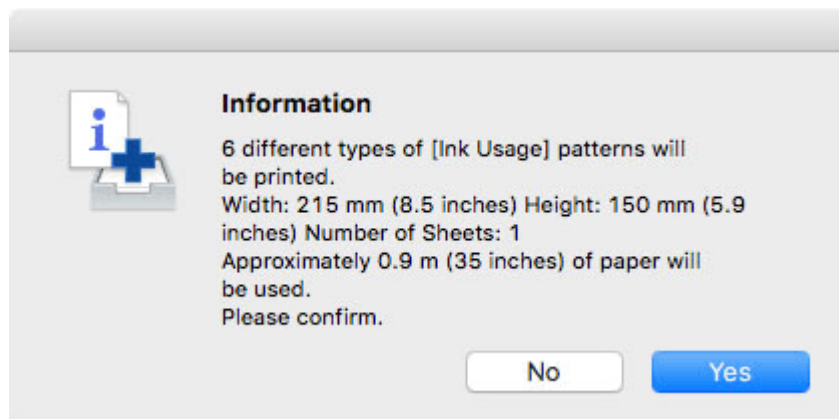 Information
6 different types of [Ink Usage] patterns will
be printed.
Width: 215 mm (8.5 inches) Height: 150 mm (5.9
inches) Number of Sheets: 1
Approximately 0.9 m (35 inches) of paper will
be used.
Please confirm.
No Yes